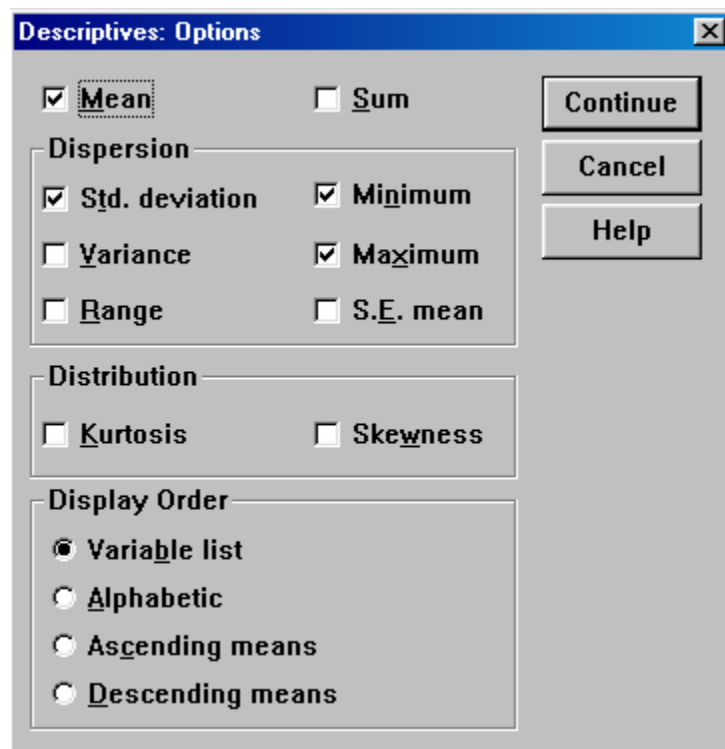 Descriptives: Options
Mean Sum
Continue
Dispersion
Cancel
Std. deviation Minimum
Help
Variance Maximum
Range S.E. mean
Distribution
Kurtosis Skewness
Display Order
Variable list
Alphabetic
Ascending means
Descending means